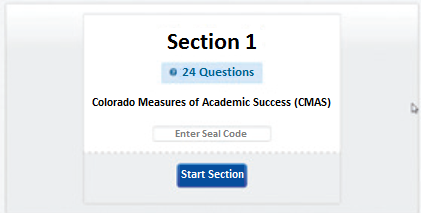 Section 1
24 Questions
Colorado Measures of Academic Success (CMAS)
Enter Seal Code
Start Section